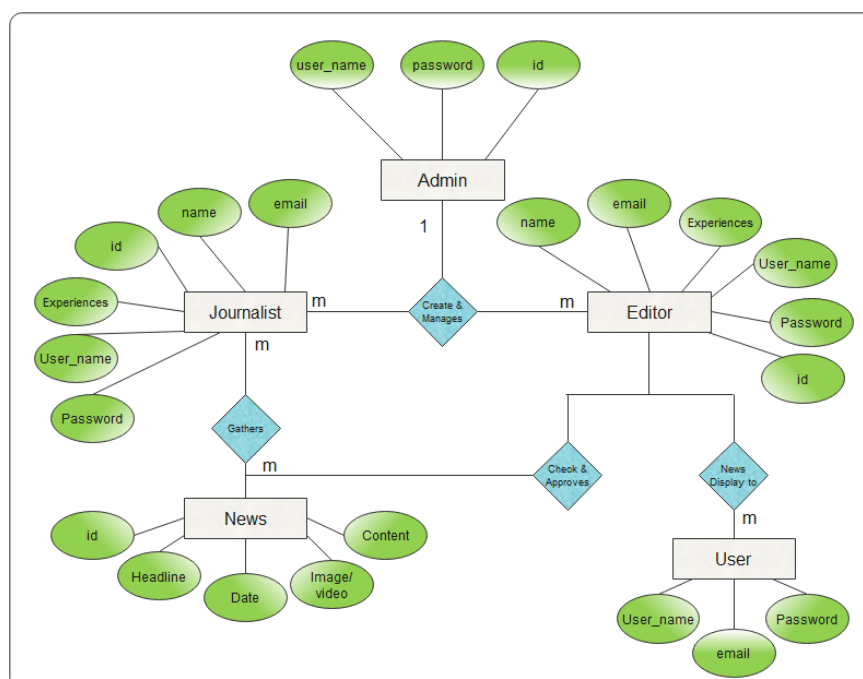 user_name
password
id
Admin
1
name
email
id
Experiences
User_name
Password
Journalist
m
m
Create &
Manages
m
name
email
Experiences
User_name
Password
id
Editor
Gathers
m
Check &
Approves
News
Display to
m
News
id
Headline
Date
Image/
video
Content
User
User_name
email
Password